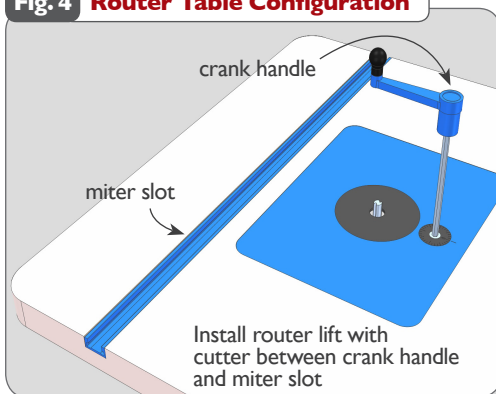 Fig. 4 Router Table Configuration
crank handle
miter slot
Install router lift with
cutter between crank handle
and miter slot